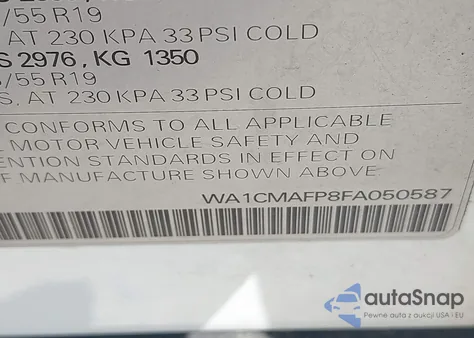 /55 R19
S. AT 230 KPA 33 PSI COLD
S 2976, KG 1350
/55 R19
S. AT 230 KPA 33 PSI COLD
CONFORMS TO ALL APPLICABLE
L MOTOR VEHICLE SAFETY AND
ENTION STANDARDS IN EFFECT ON
F MANUFACTURE SHOWN ABOVE.
WA1CMAFP8FA050587
autoSnap
Pewne auta z aukcji USA i EU